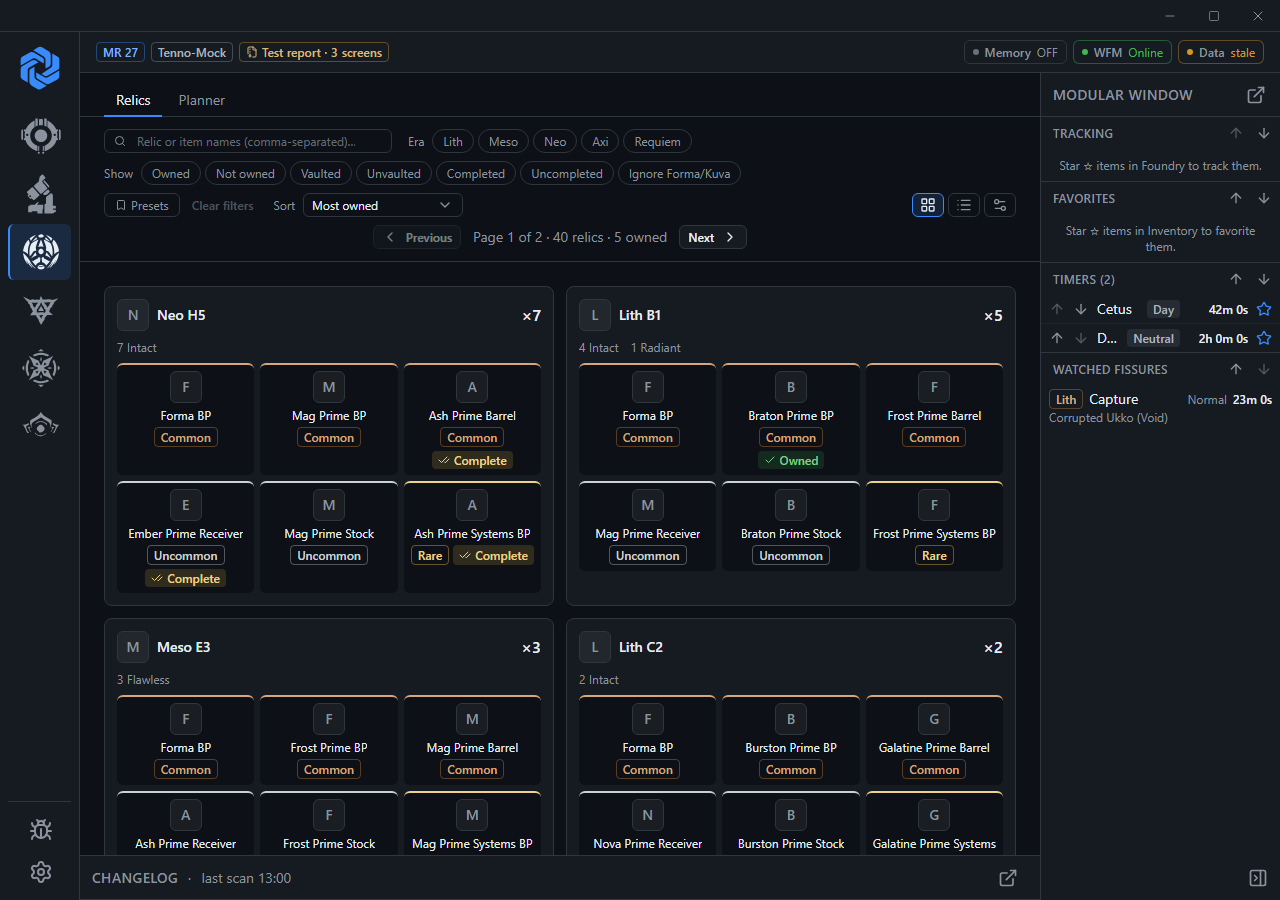 MR 27 Tenno-Mock Test report · 3 screens Memory OFF WFM Online Data stale
Relics Planner
Relic or item names (comma-separated)... Era Lith Meso Neo Axi Requiem
Show Owned Not owned Vaulted Unvaulted Completed Uncompleted Ignore Forma/Kuva
Presets Clear filters Sort Most owned
Previous Page 1 of 2 · 40 relics · 5 owned Next
N Neo H5 ×7
7 Intact
F M A
Forma BP Mag Prime BP Ash Prime Barrel
Common Common Common
Complete
E M A
Ember Prime Receiver Mag Prime Stock Ash Prime Systems BP
Uncommon Uncommon Rare Complete
Complete
L Lith B1 ×5
4 Intact 1 Radiant
F B F
Forma BP Braton Prime BP Frost Prime Barrel
Common Common Common
Owned
M B F
Mag Prime Receiver Braton Prime Stock Frost Prime Systems BP
Uncommon Uncommon Rare
M Meso E3 ×3
3 Flawless
F F M
Forma BP Frost Prime BP Mag Prime Barrel
Common Common Common
A F M
Ash Prime Receiver Frost Prime Stock Mag Prime Systems BP
L Lith C2 ×2
2 Intact
F B G
Forma BP Burston Prime BP Galatine Prime Barrel
Common Common Common
N B G
Nova Prime Receiver Burston Prime Stock Galatine Prime Systems
CHANGELOG · last scan 13:00
MODULAR WINDOW
TRACKING
Star ☆ items in Foundry to track them.
FAVORITES
Star ☆ items in Inventory to favorite
them.
TIMERS (2)
Cetus Day 42m 0s
D... Neutral 2h 0m 0s
WATCHED FISSURES
Lith Capture Normal 23m 0s
Corrupted Ukko (Void)